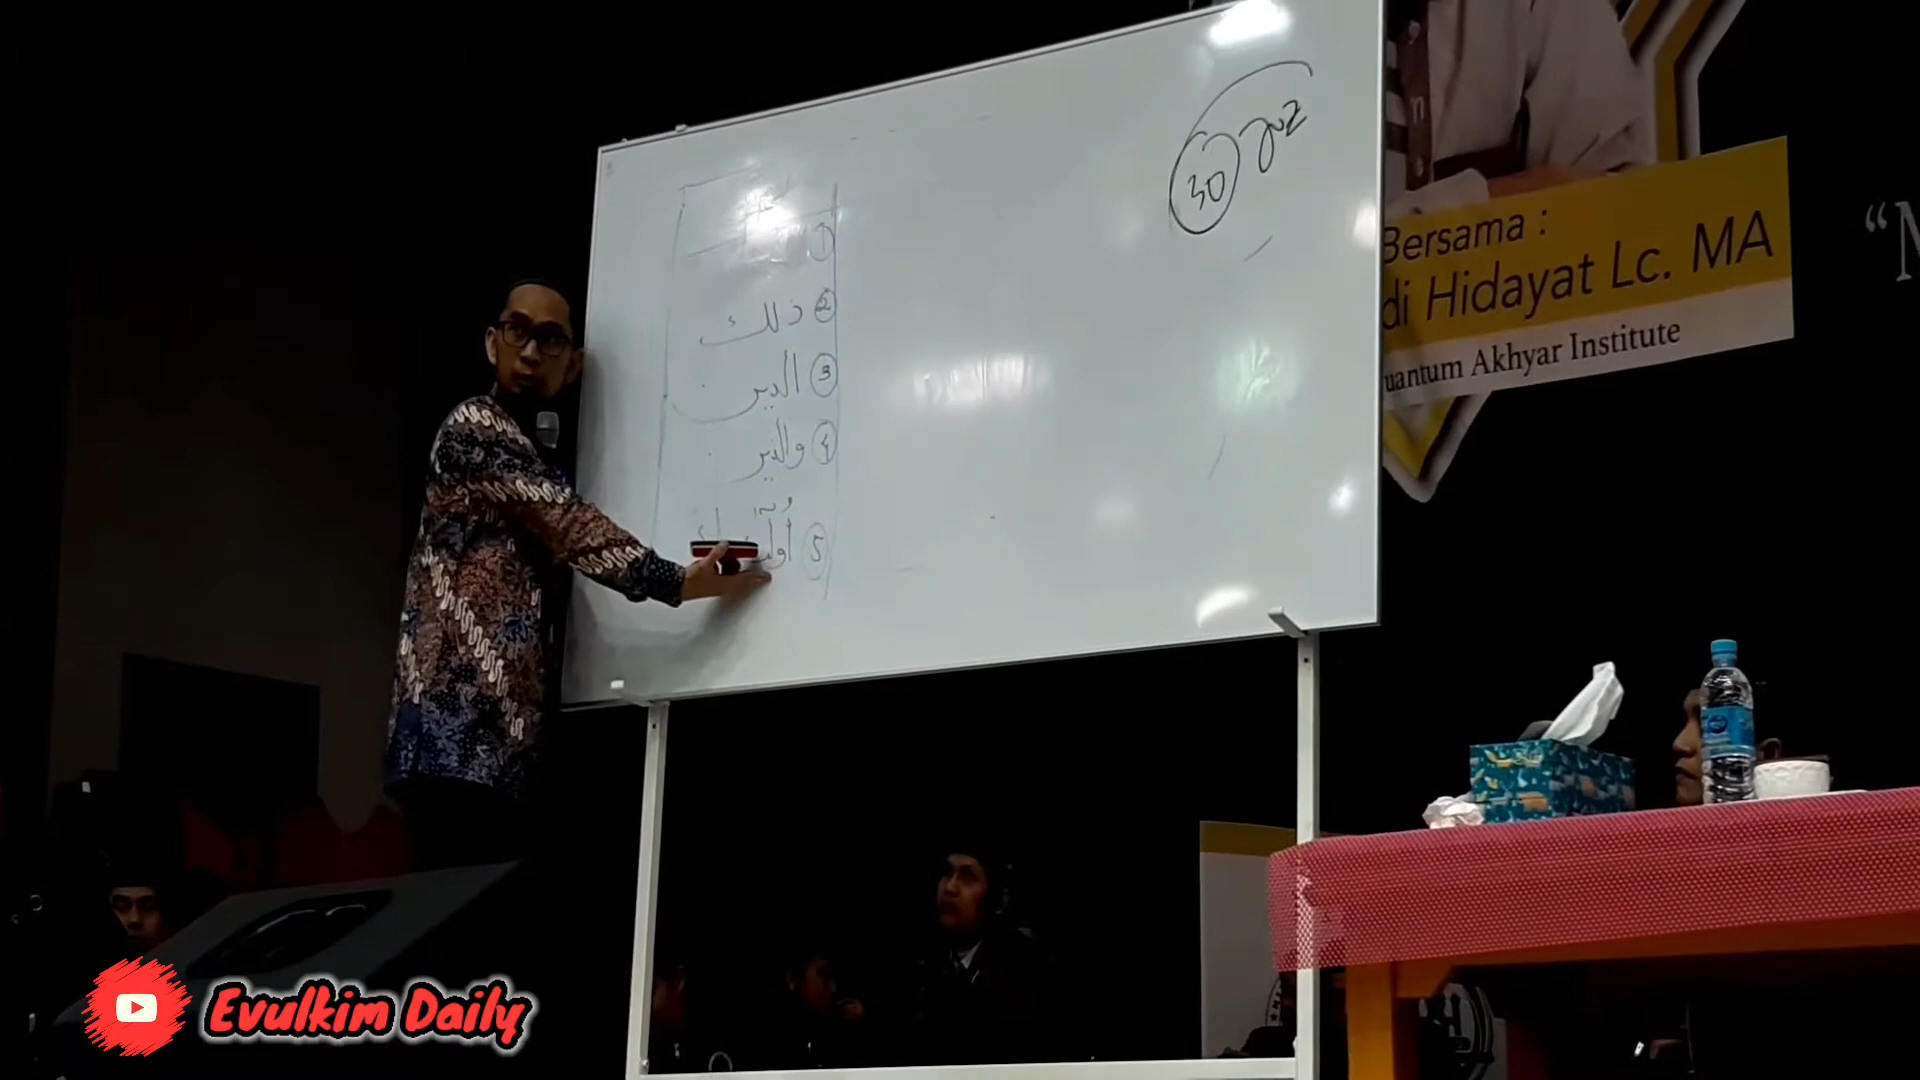 30 Juz
①
② ذلك
③ الذين
④ والذين
⑤ أولئك
Bersama :
di Hidayat Lc. MA
uantum Akhyar Institute
“M
Evulkim Daily